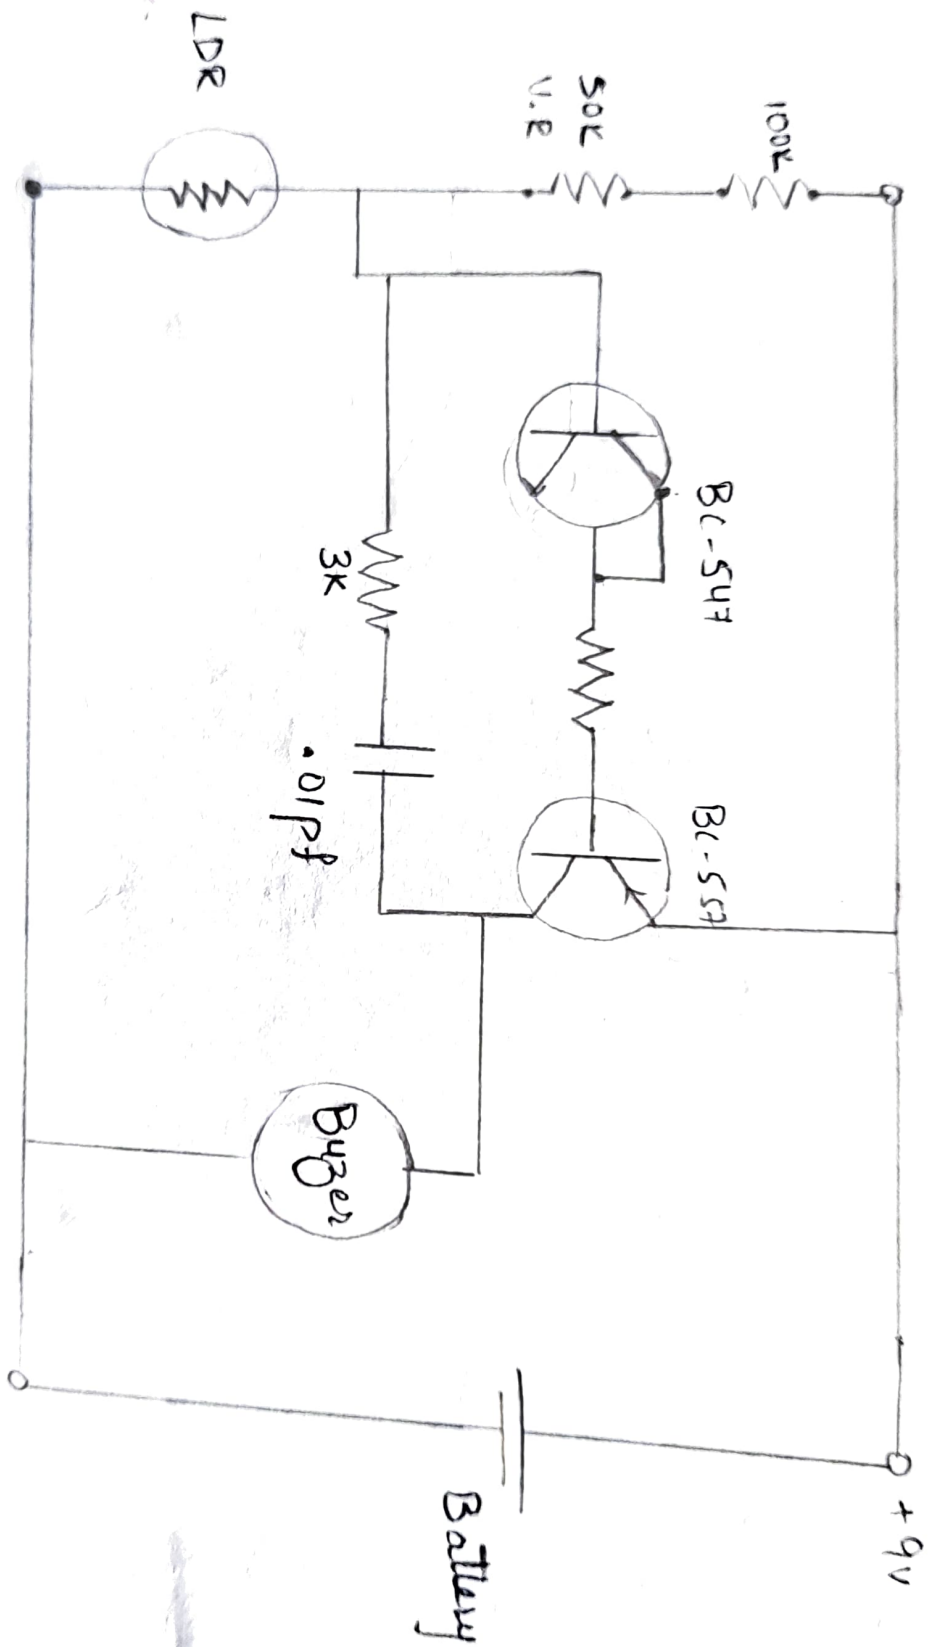 100K
50K
V.R
LDR
BC-547
BC-557
3K
.01pf
Buzer
+9V
Battery